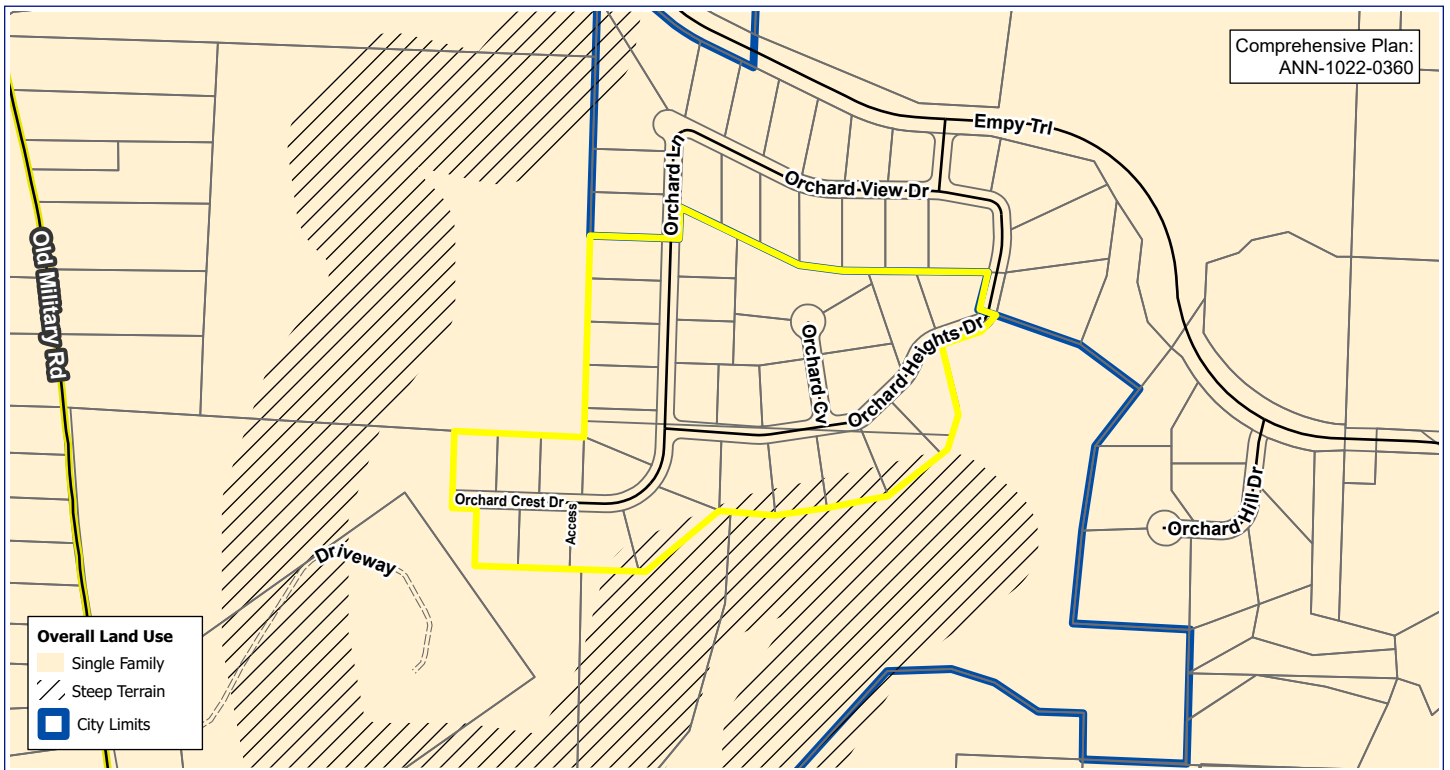 Comprehensive Plan:
ANN-1022-0360
Empy Trl
Orchard Ln
Orchard View Dr
Old Military Rd
Orchard Heights Dr
Orchard Cv
Orchard Crest Dr
Access
Orchard Hill Dr
Driveway
Overall Land Use
Single Family
Steep Terrain
City Limits